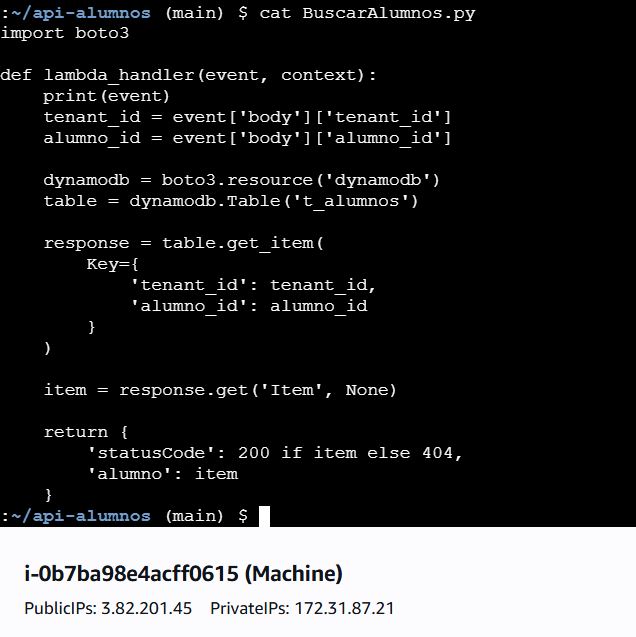 :~/api-alumnos (main) $ cat BuscarAlumnos.py
import boto3

def lambda_handler(event, context):
    print(event)
    tenant_id = event['body']['tenant_id']
    alumno_id = event['body']['alumno_id']

    dynamodb = boto3.resource('dynamodb')
    table = dynamodb.Table('t_alumnos')

    response = table.get_item(
        Key={
            'tenant_id': tenant_id,
            'alumno_id': alumno_id
        }
    )

    item = response.get('Item', None)

    return {
        'statusCode': 200 if item else 404,
        'alumno': item
    }
:~/api-alumnos (main) $
i-0b7ba98e4acff0615 (Machine)
PublicIPs: 3.82.201.45    PrivateIPs: 172.31.87.21